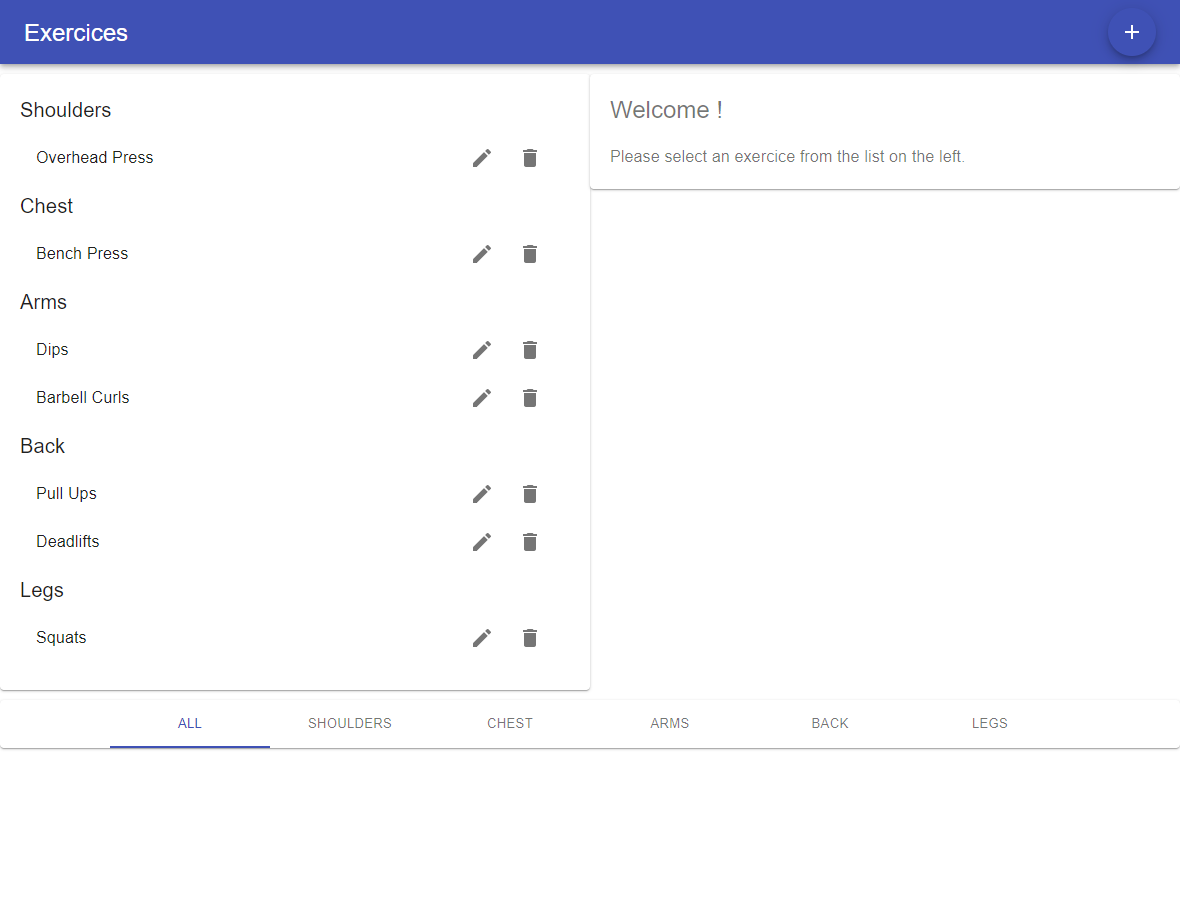 Exercices
+
Shoulders
Overhead Press
Chest
Bench Press
Arms
Dips
Barbell Curls
Back
Pull Ups
Deadlifts
Legs
Squats
Welcome !
Please select an exercice from the list on the left.
ALL
SHOULDERS
CHEST
ARMS
BACK
LEGS